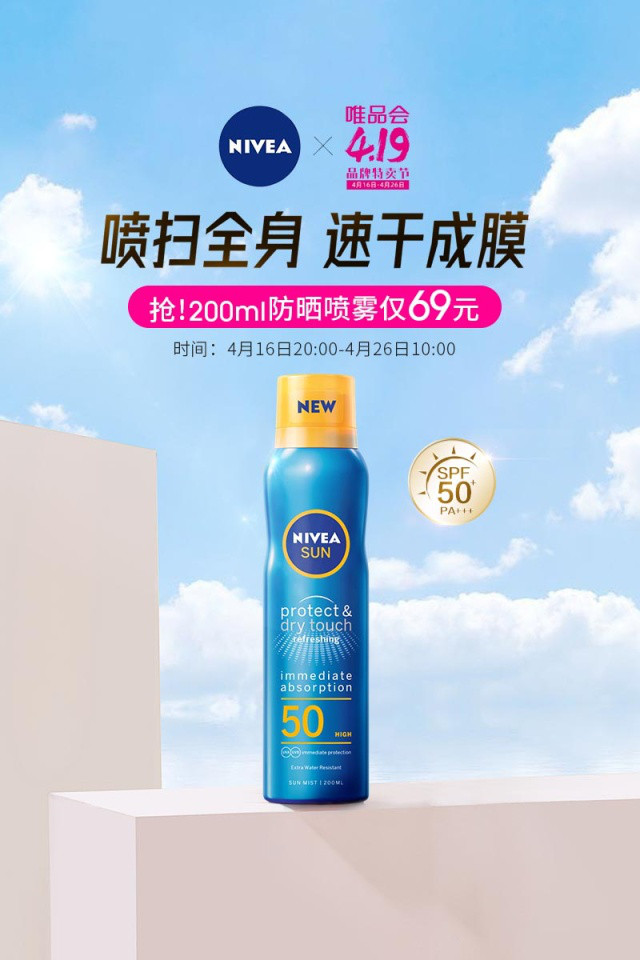 NIVEA
唯品会
4.19
品牌特卖节
4月16日-4月26日
喷扫全身 速干成膜
抢!200ml防晒喷雾仅69元
时间：4月16日20:00-4月26日10:00
NEW
SPF
50+
PA+++
NIVEA
SUN
protect &
dry touch
refreshing
immediate
absorption
50
HIGH
UVA UVB immediate protection
Extra Water Resistant
SUN MIST | 200ML